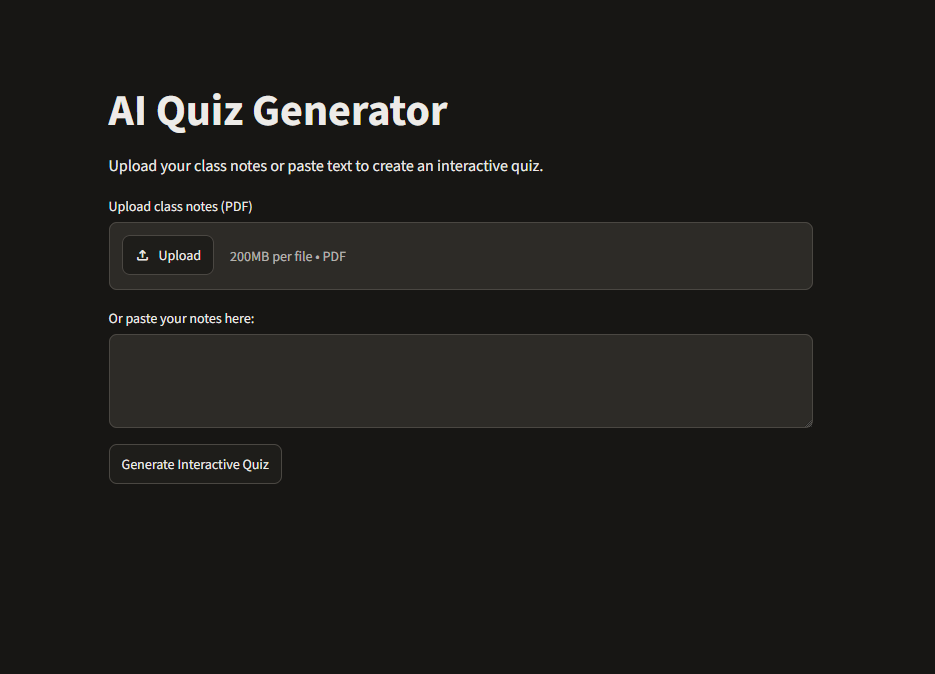 AI Quiz Generator
Upload your class notes or paste text to create an interactive quiz.
Upload class notes (PDF)
Upload 200MB per file • PDF
Or paste your notes here:
Generate Interactive Quiz